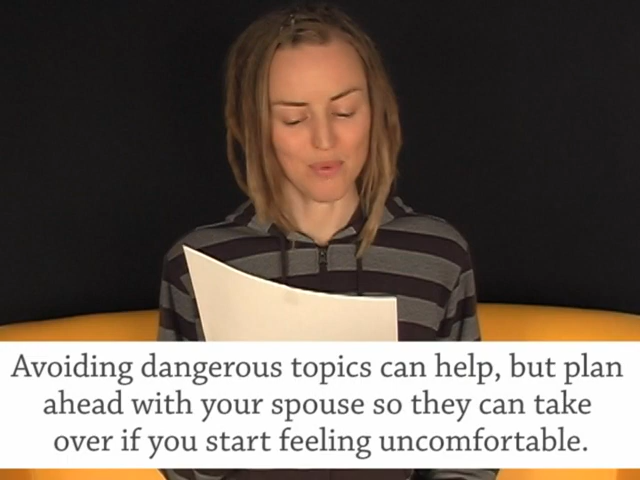 Avoiding dangerous topics can help, but plan
ahead with your spouse so they can take
over if you start feeling uncomfortable.